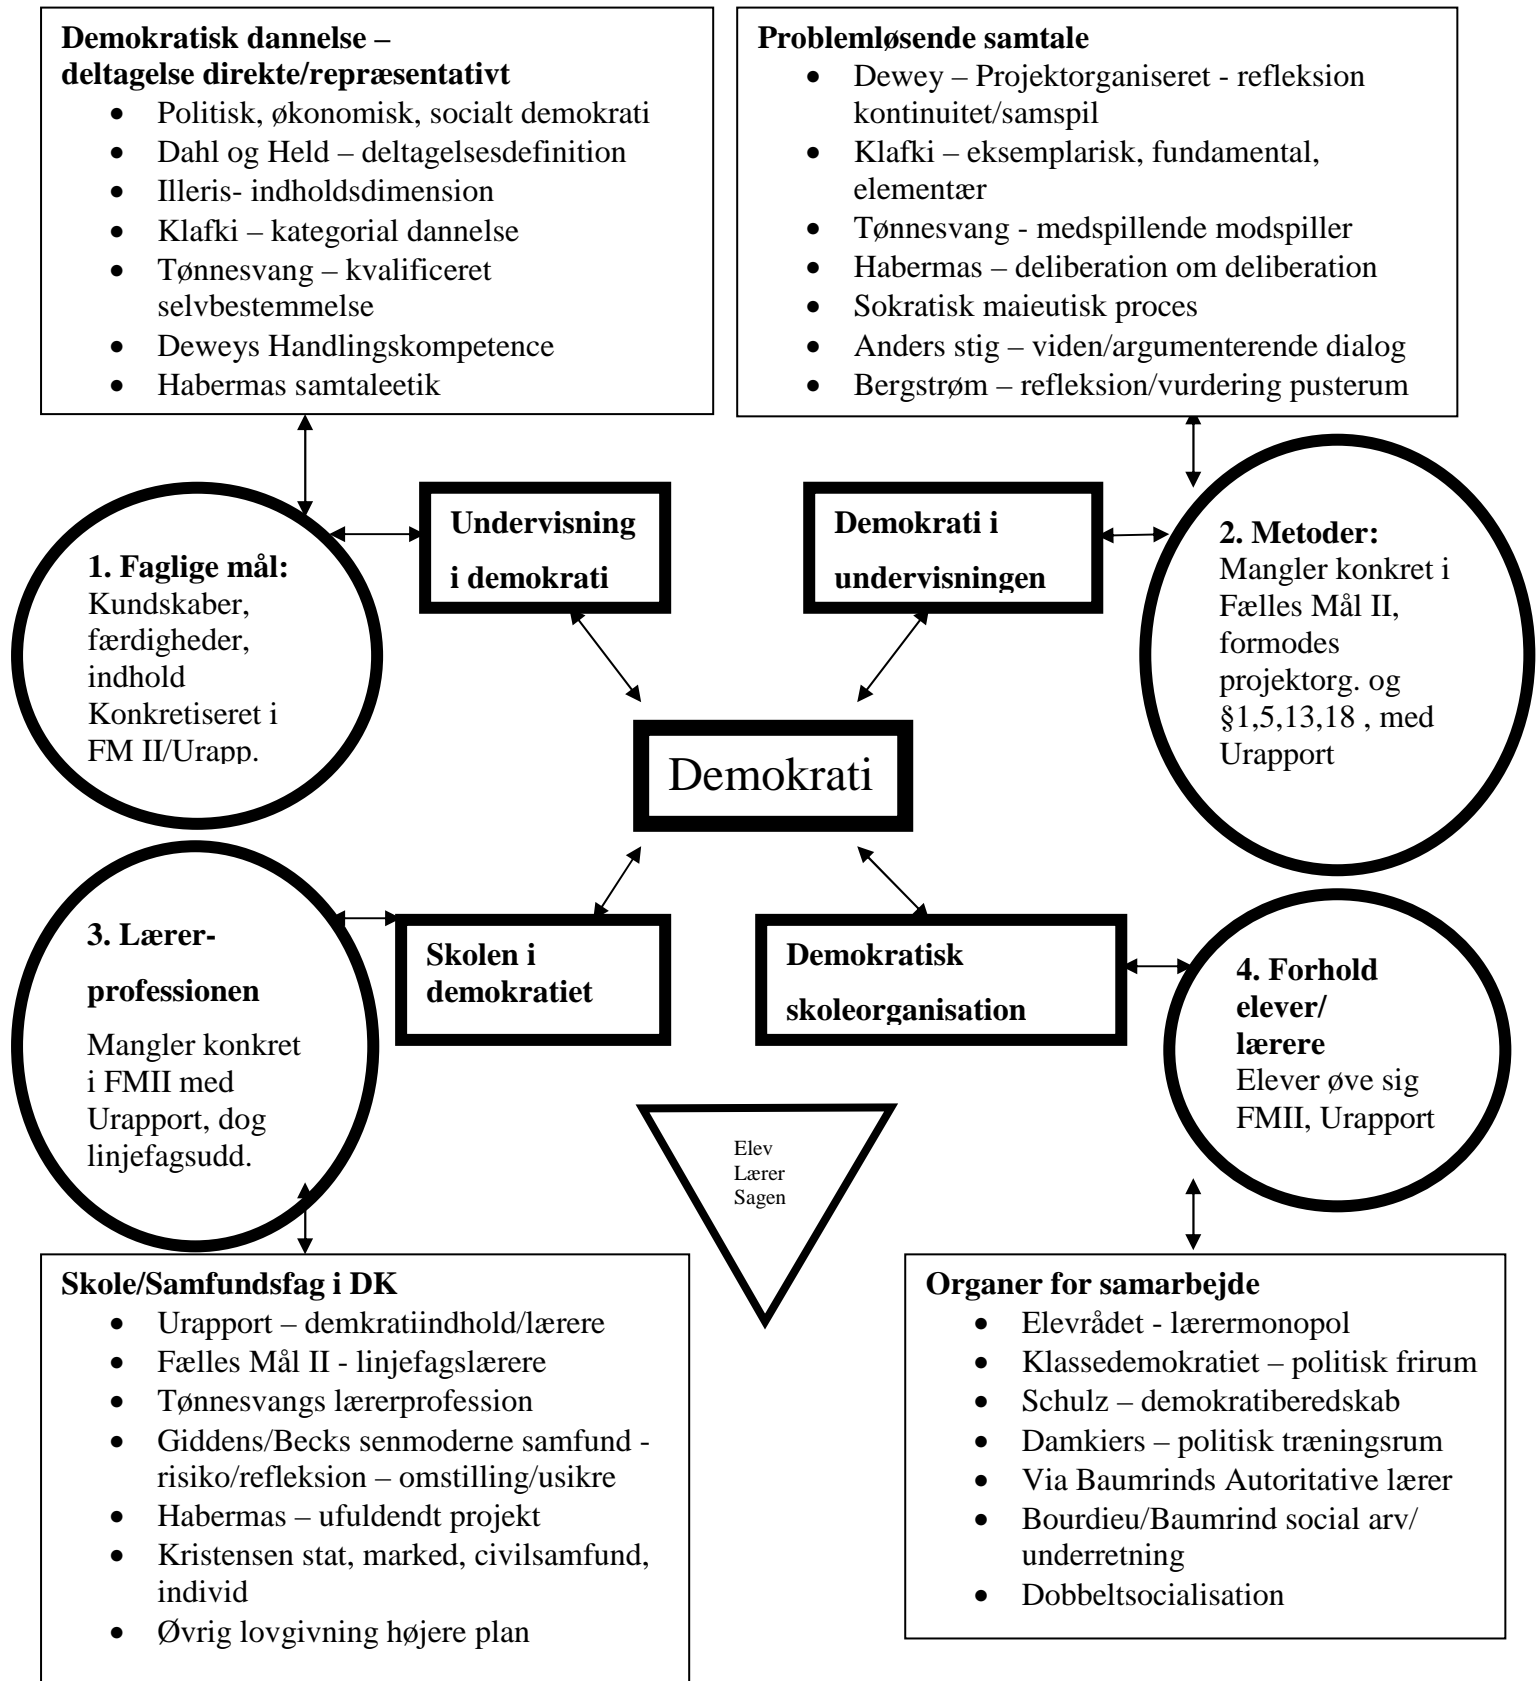 Demokratisk dannelse –
deltagelse direkte/repræsentativt
• Politisk, økonomisk, socialt demokrati
• Dahl og Held – deltagelsesdefinition
• Illeris- indholdsdimension
• Klafki – kategorial dannelse
• Tønnesvang – kvalificeret
selvbestemmelse
• Deweys Handlingskompetence
• Habermas samtaleetik
Problemløsende samtale
• Dewey – Projektorganiseret - refleksion
kontinuitet/samspil
• Klafki – eksemplarisk, fundamental,
elementær
• Tønnesvang - medspillende modspiller
• Habermas – deliberation om deliberation
• Sokratisk maieutisk proces
• Anders stig – viden/argumenterende dialog
• Bergstrøm – refleksion/vurdering pusterum
1. Faglige mål:
Kundskaber,
færdigheder,
indhold
Konkretiseret i
FM II/Urapp.
Undervisning
i demokrati
Demokrati i
undervisningen
2. Metoder:
Mangler konkret i
Fælles Mål II,
formodes
projektorg. og
§1,5,13,18 , med
Urapport
Demokrati
3. Lærer-
professionen
Mangler konkret
i FMII med
Urapport, dog
linjefagsudd.
Skolen i
demokratiet
Demokratisk
skoleorganisation
4. Forhold
elever/
lærere
Elever øve sig
FMII, Urapport
Elev
Lærer
Sagen
Skole/Samfundsfag i DK
• Urapport – demkratiindhold/lærere
• Fælles Mål II - linjefagslærere
• Tønnesvangs lærerprofession
• Giddens/Becks senmoderne samfund -
risiko/refleksion – omstilling/usikre
• Habermas – ufuldendt projekt
• Kristensen stat, marked, civilsamfund,
individ
• Øvrig lovgivning højere plan
Organer for samarbejde
• Elevrådet - lærermonopol
• Klassedemokratiet – politisk frirum
• Schulz – demokratiberedskab
• Damkiers – politisk træningsrum
• Via Baumrinds Autoritative lærer
• Bourdieu/Baumrind social arv/
underretning
• Dobbeltsocialisation